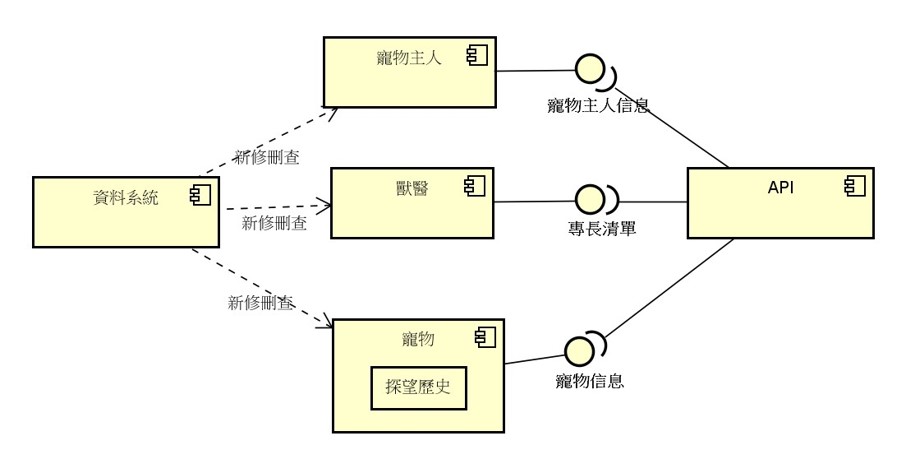 寵物主人
寵物主人信息
新修刪查
資料系統
獸醫
API
新修刪查
專長清單
新修刪查
寵物
探望歷史
寵物信息